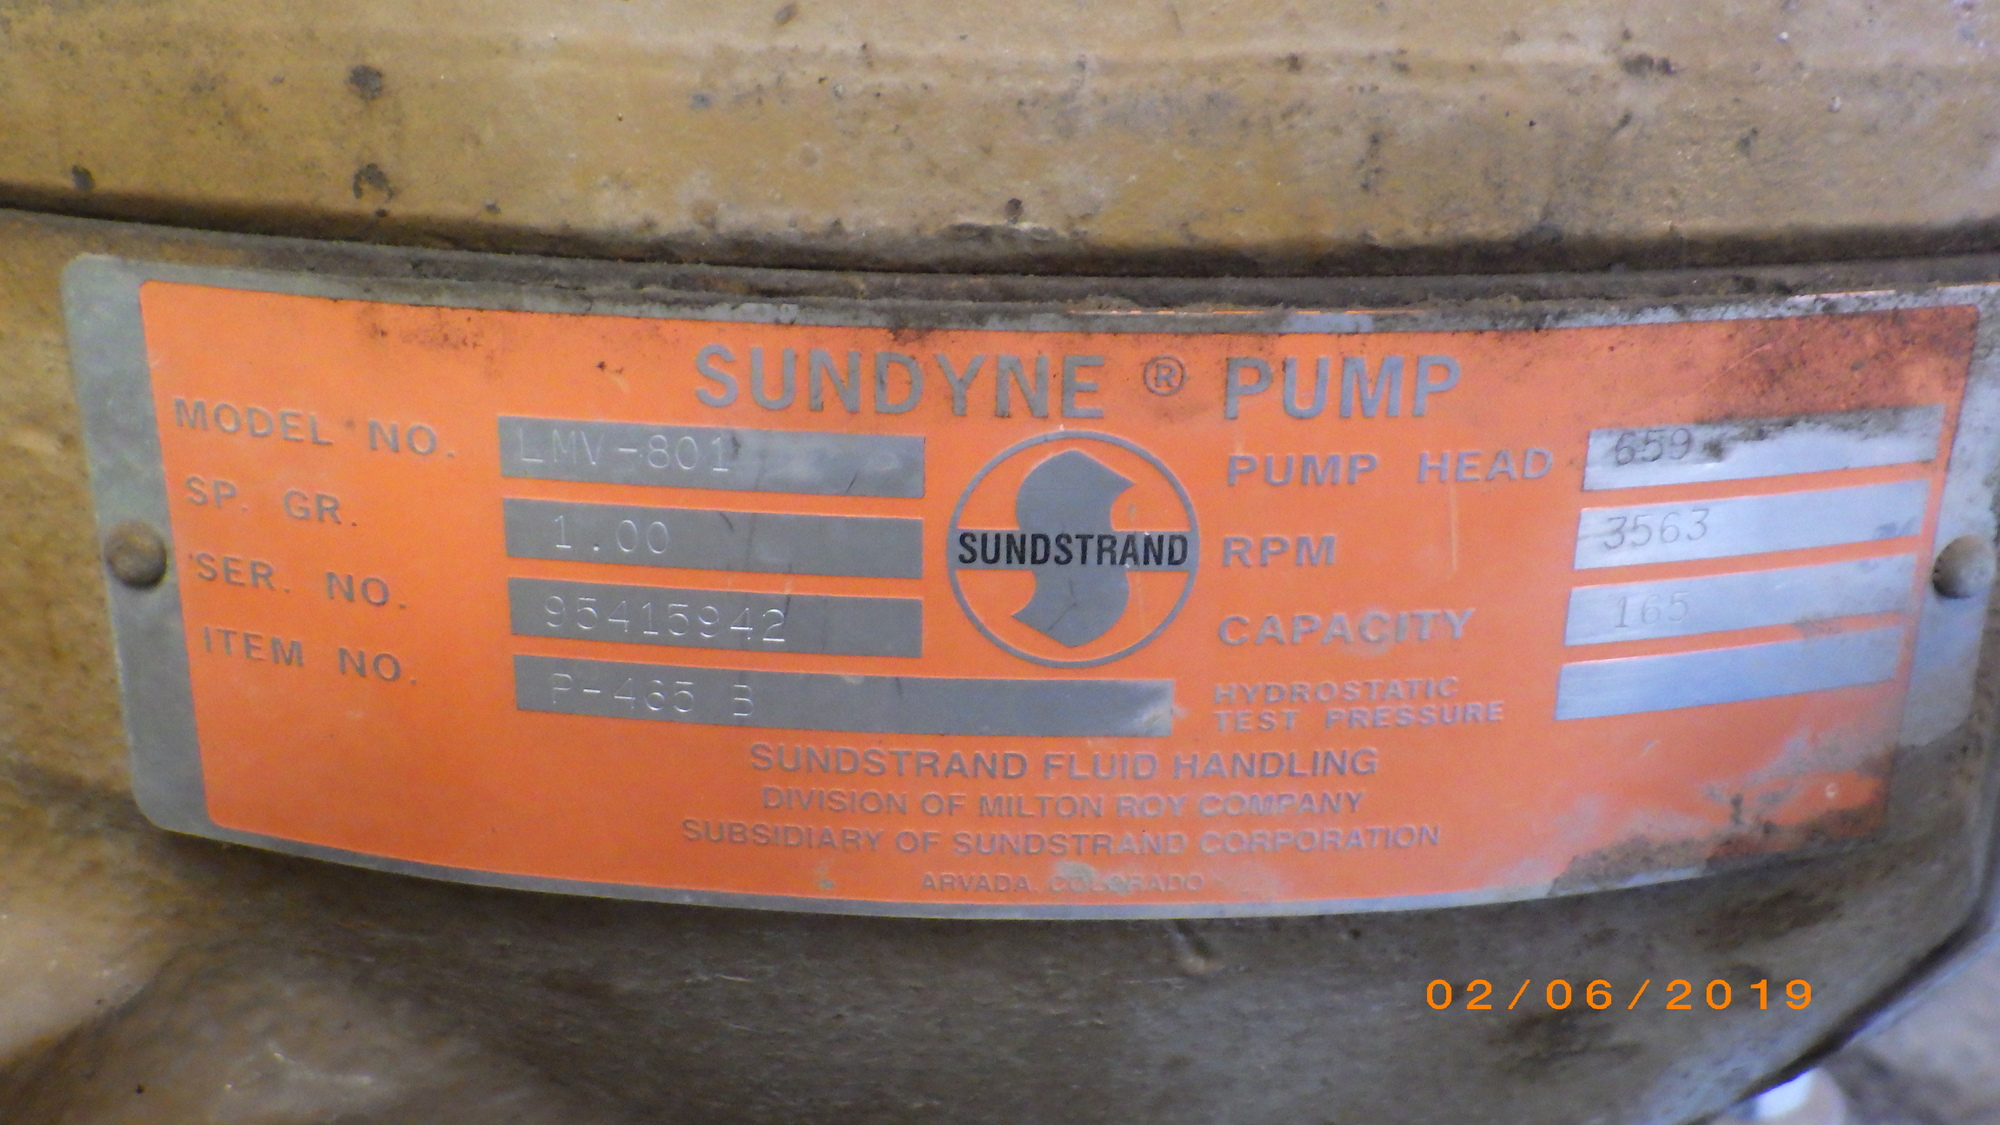 SUNDYNE ® PUMP
MODEL NO. LMV-801
SP. GR. 1.00
SER. NO. 95415942
ITEM NO. P-465 B
SUNDSTRAND
PUMP HEAD 659
RPM 3563
CAPACITY 165
HYDROSTATIC
TEST PRESSURE
SUNDSTRAND FLUID HANDLING
DIVISION OF MILTON ROY COMPANY
SUBSIDIARY OF SUNDSTRAND CORPORATION
ARVADA, COLORADO
02/06/2019